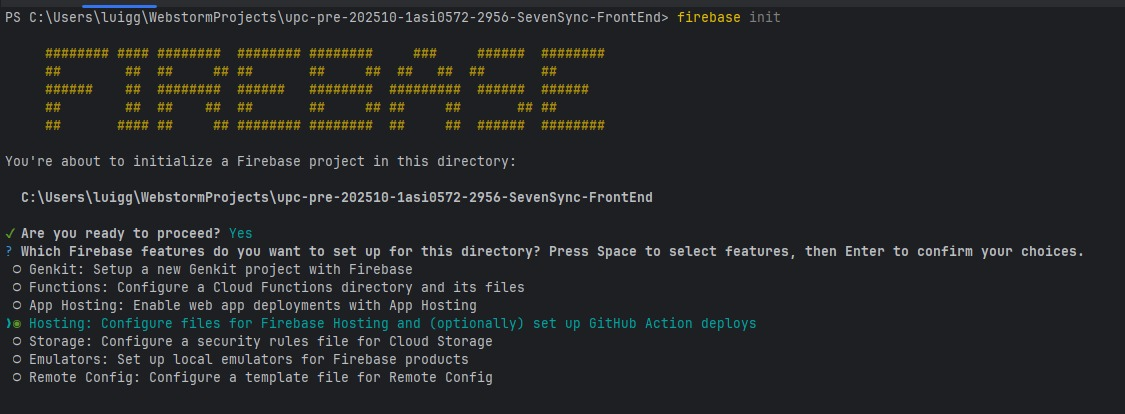 PS C:\Users\luigg\WebstormProjects\upc-pre-202510-1asi0572-2956-SevenSync-FrontEnd> firebase init
######## #### ########  ######## ########     ###     ######  ########
##        ##  ##     ## ##       ##     ##  ##   ##  ##       ##
######    ##  ########  ######   ########  #########  ######  ######
##        ##  ##    ##  ##       ##     ## ##     ##       ## ##
##       #### ##     ## ######## ########  ##     ##  ######  ########
You're about to initialize a Firebase project in this directory:
C:\Users\luigg\WebstormProjects\upc-pre-202510-1asi0572-2956-SevenSync-FrontEnd
✓ Are you ready to proceed? Yes
? Which Firebase features do you want to set up for this directory? Press Space to select features, then Enter to confirm your choices.
◯ Genkit: Setup a new Genkit project with Firebase
◯ Functions: Configure a Cloud Functions directory and its files
◯ App Hosting: Enable web app deployments with App Hosting
❯◉ Hosting: Configure files for Firebase Hosting and (optionally) set up GitHub Action deploys
◯ Storage: Configure a security rules file for Cloud Storage
◯ Emulators: Set up local emulators for Firebase products
◯ Remote Config: Configure a template file for Remote Config